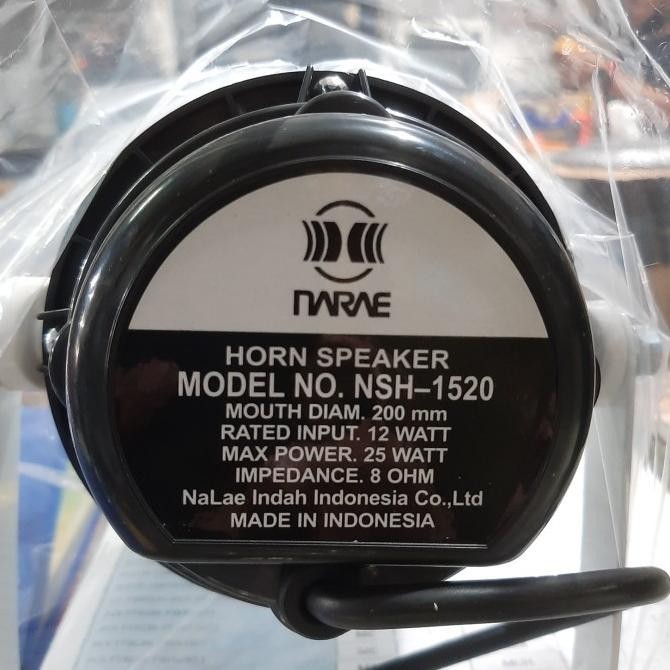 NARAE
HORN SPEAKER
MODEL NO. NSH–1520
MOUTH DIAM. 200 mm
RATED INPUT. 12 WATT
MAX POWER. 25 WATT
IMPEDANCE. 8 OHM
NaLae Indah Indonesia Co.,Ltd
MADE IN INDONESIA